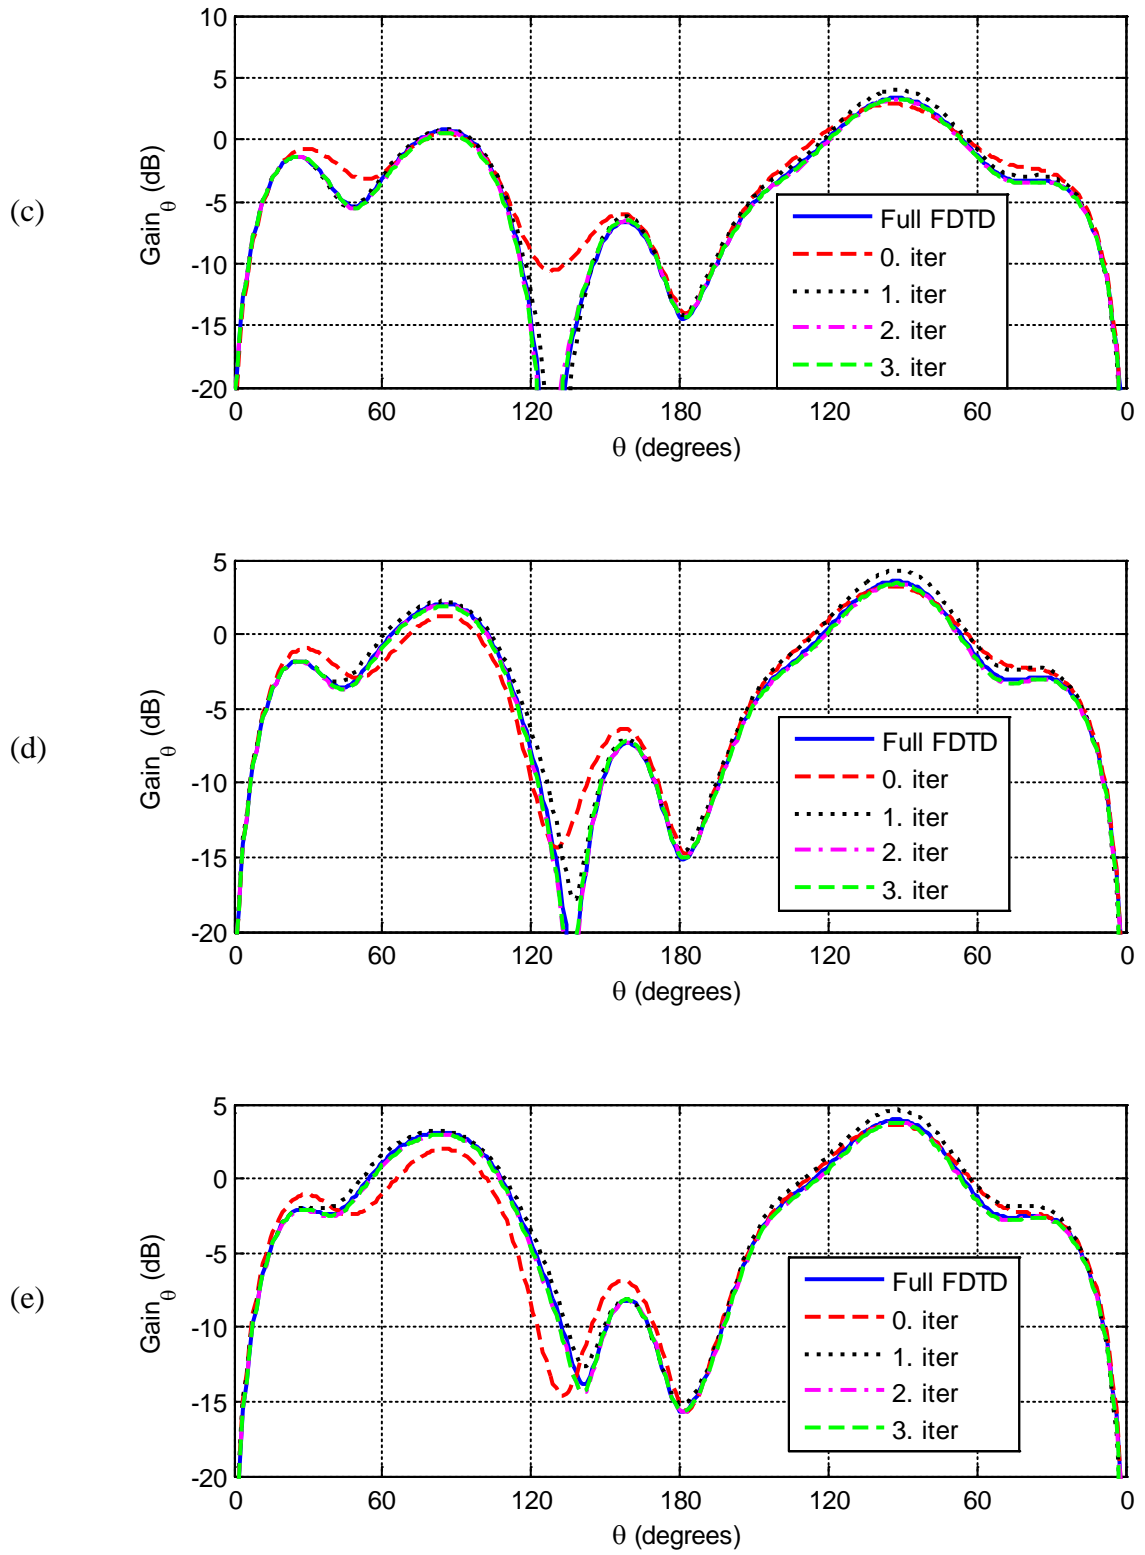 (c)
Gain_θ (dB)
10
5
0
-5
-10
-15
-20
0 60 120 180 120 60 0
θ (degrees)
Full FDTD
0. iter
1. iter
2. iter
3. iter
(d)
Gain_θ (dB)
5
0
-5
-10
-15
-20
0 60 120 180 120 60 0
θ (degrees)
Full FDTD
0. iter
1. iter
2. iter
3. iter
(e)
Gain_θ (dB)
5
0
-5
-10
-15
-20
0 60 120 180 120 60 0
θ (degrees)
Full FDTD
0. iter
1. iter
2. iter
3. iter